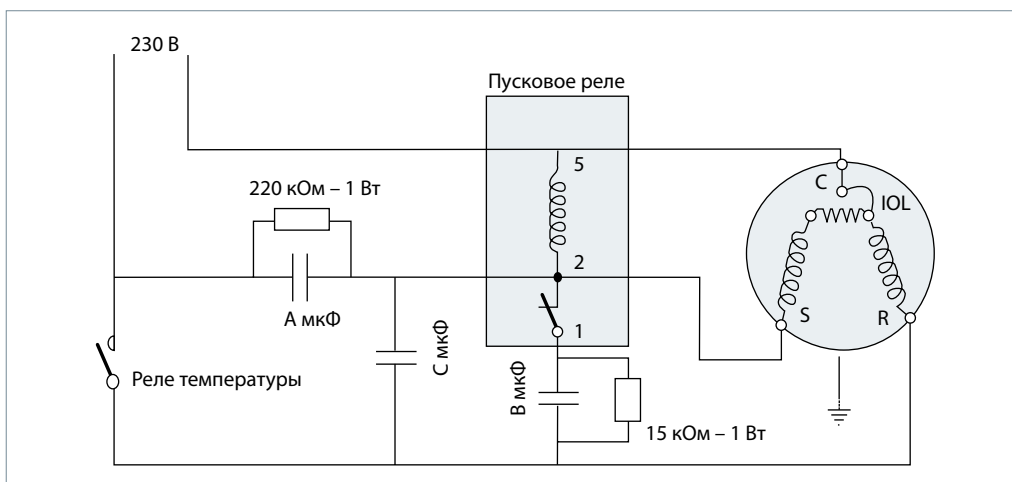 230 В
Пусковое реле
5
220 кОм – 1 Вт
C
IOL
2
А мкФ
S
R
1
С мкФ
Реле температуры
В мкФ
15 кОм – 1 Вт